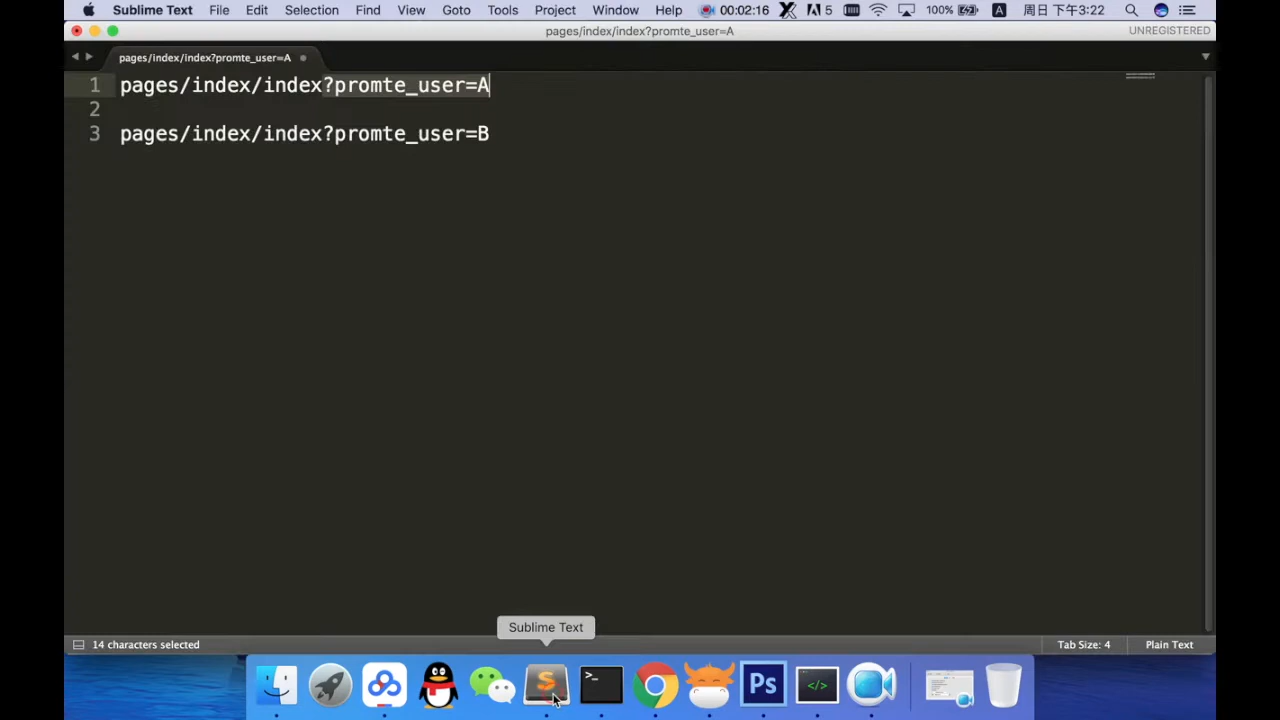 Sublime Text File Edit Selection Find View Goto Tools Project Window Help 00:02:16 5 100% A 周日 下午3:22
pages/index/index?promte_user=A UNREGISTERED
pages/index/index?promte_user=A
1 pages/index/index?promte_user=A
2
3 pages/index/index?promte_user=B
Sublime Text
14 characters selected Tab Size: 4 Plain Text
S >_ Ps </>